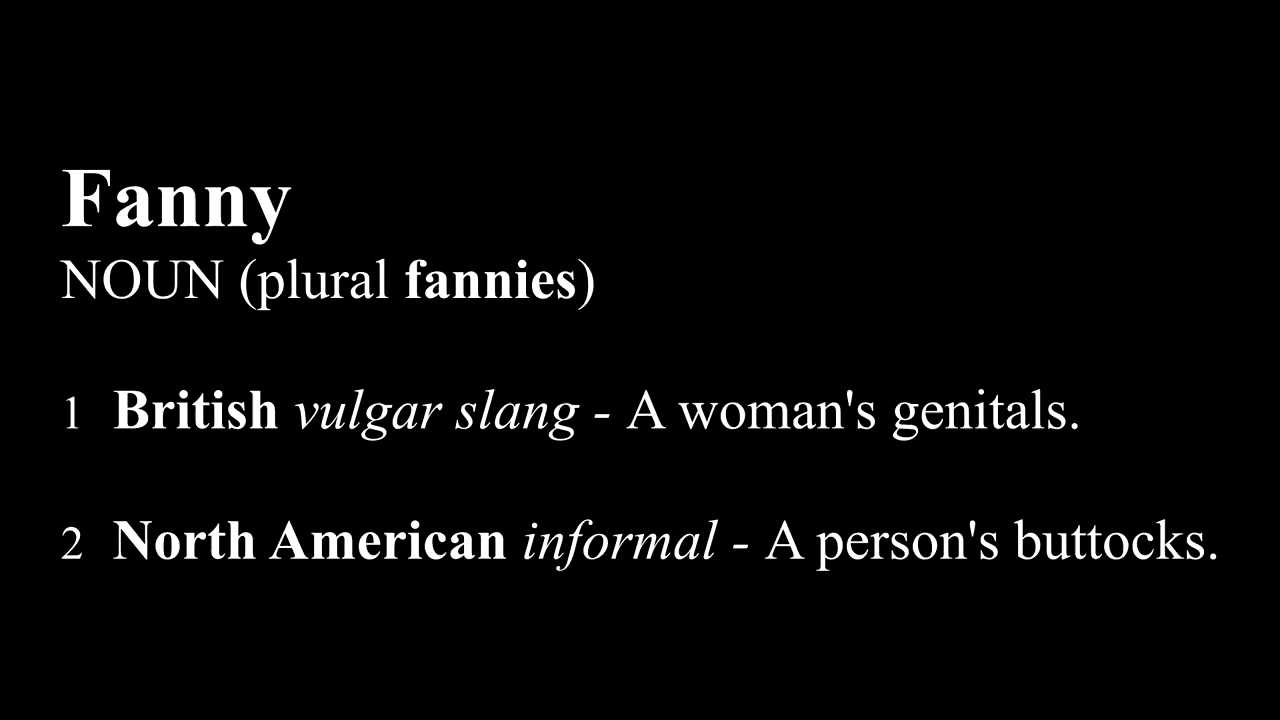 Fanny
NOUN (plural fannies)
1 British vulgar slang - A woman's genitals.
2 North American informal - A person's buttocks.